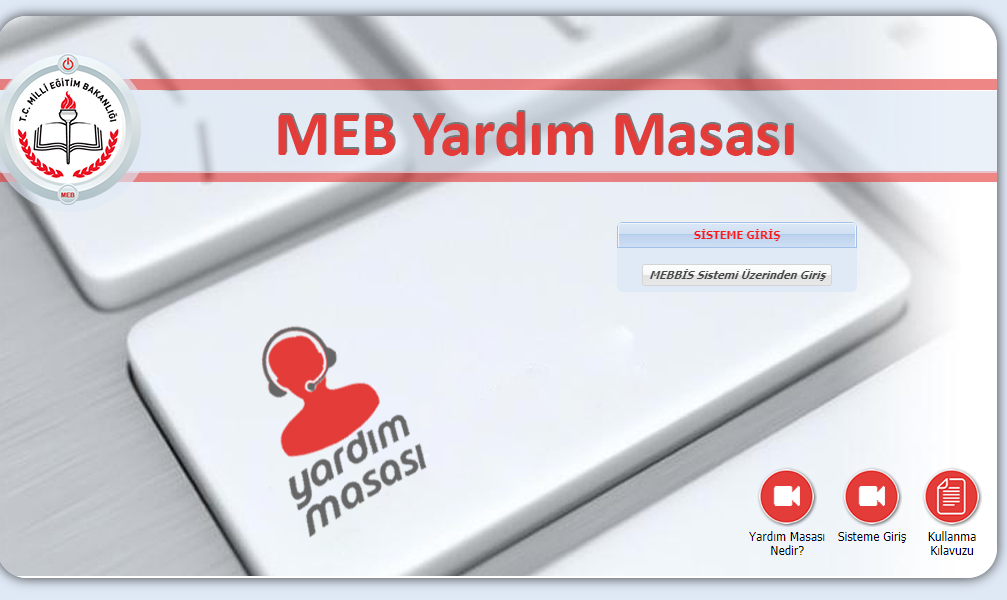 T.C. MİLLİ EĞİTİM BAKANLIĞI
MEB
MEB Yardım Masası
SİSTEME GİRİŞ
MEBBİS Sistemi Üzerinden Giriş
yardım
masası
Yardım Masası
Nedir?
Sisteme Giriş
Kullanma
Kılavuzu